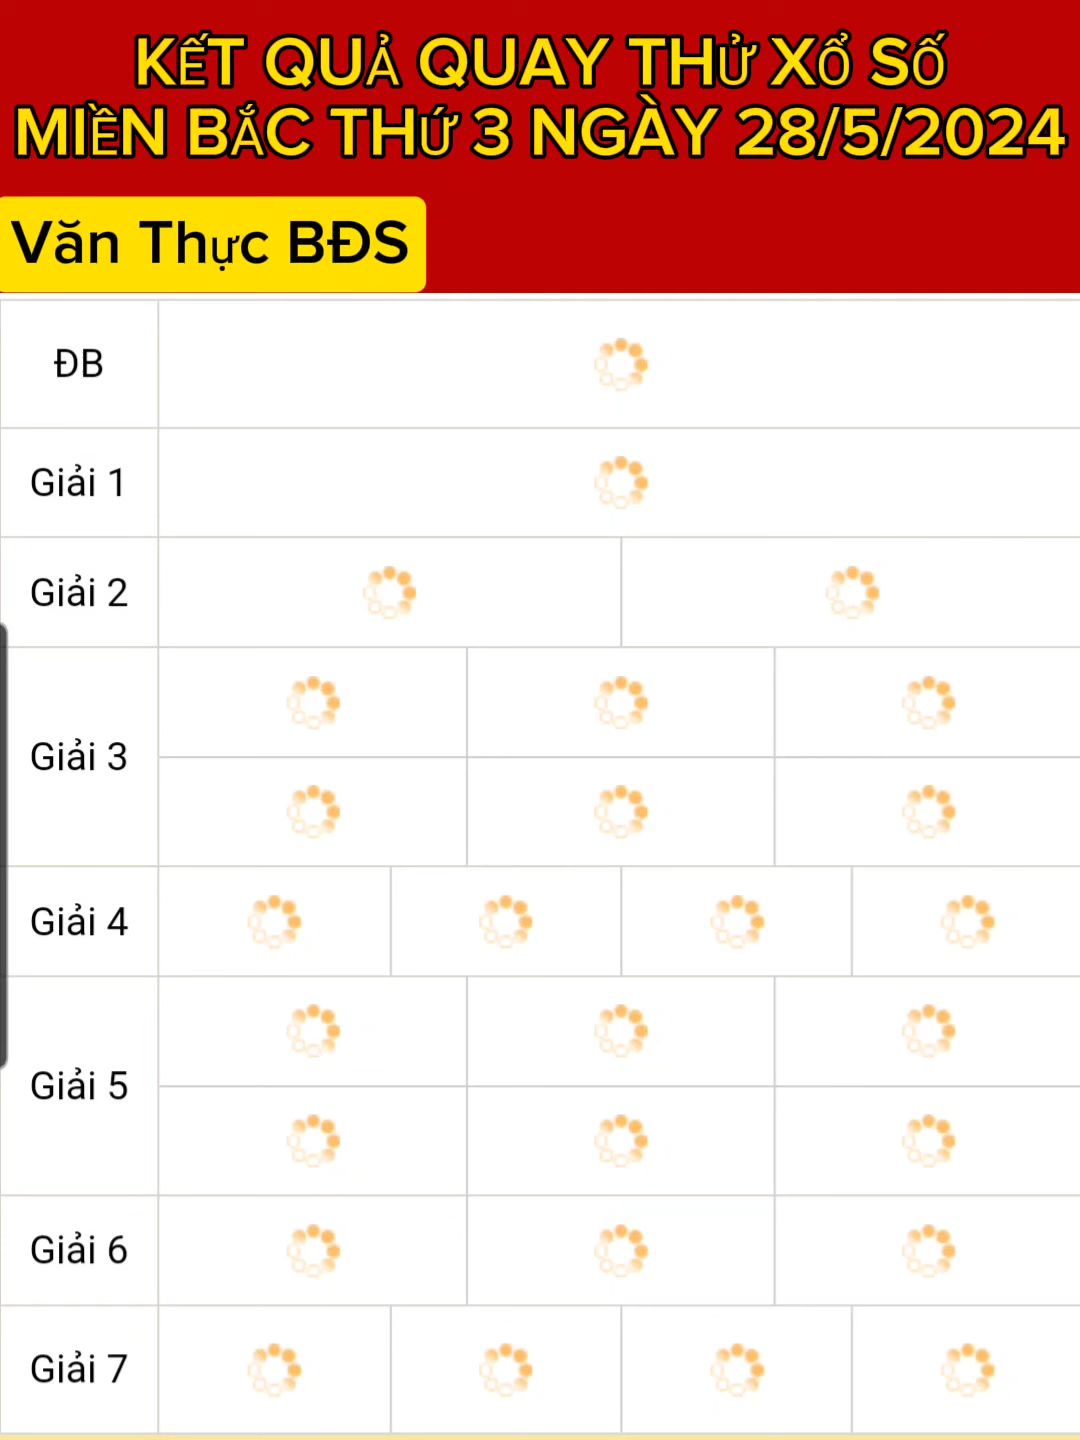 KẾT QUẢ QUAY THỬ XỔ SỐ
MIỀN BẮC THỨ 3 NGÀY 28/5/2024
Văn Thực BĐS
ĐB
Giải 1
Giải 2
Giải 3
Giải 4
Giải 5
Giải 6
Giải 7